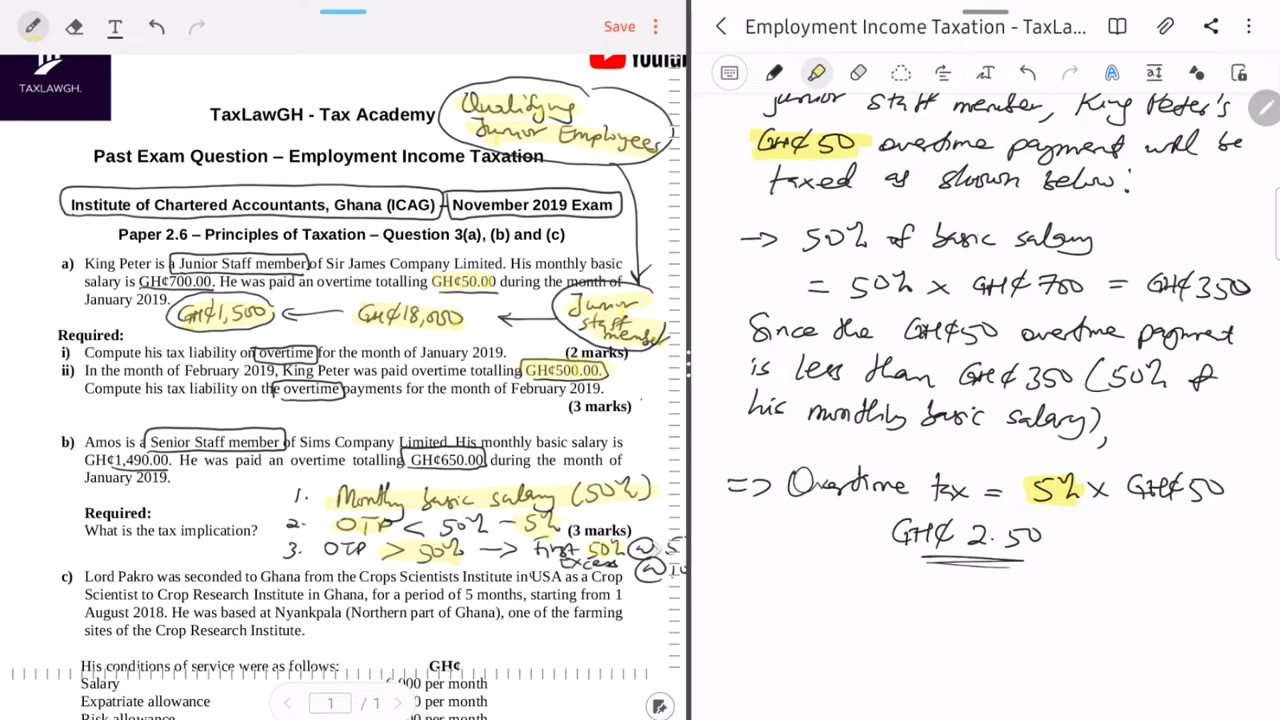 Save
TAXLAWGH.
TaxLawGH - Tax Academy
Qualifying
Junior Employees
Past Exam Question – Employment Income Taxation
Institute of Chartered Accountants, Ghana (ICAG) – November 2019 Exam
Paper 2.6 – Principles of Taxation – Question 3(a), (b) and (c)
a) King Peter is a Junior Staff member of Sir James Company Limited. His monthly basic
salary is GH¢700.00. He was paid an overtime totalling GH¢50.00 during the month of
January 2019.
GH¢1,500 GH¢18,000
Junior
staff
member
Required:
i) Compute his tax liability on overtime for the month of January 2019. (2 marks)
ii) In the month of February 2019, King Peter was paid overtime totalling GH¢500.00.
Compute his tax liability on the overtime payments for the month of February 2019.
(3 marks)
b) Amos is a Senior Staff member of Sims Company Limited. His monthly basic salary is
GH¢1,490.00. He was paid an overtime totalling GH¢650.00 during the month of
January 2019.
1. Monthly basic salary (50%)
Required:
2. OTP < 50% – 5%
What is the tax implication? (3 marks)
3. OTP > 50% → First 50% @ 5
Excess @ 10
c) Lord Pakro was seconded to Ghana from the Crops Scientists Institute in USA as a Crop
Scientist to Crop Research Institute in Ghana, for a period of 5 months, starting from 1
August 2018. He was based at Nyankpala (Northern part of Ghana), one of the farming
sites of the Crop Research Institute.
His conditions of service were as follows: GH¢
Salary 000 per month
Expatriate allowance 0 per month
Risk allowance per month
1 / 1
Employment Income Taxation - TaxLa...
junior staff member, King Peter's
GH¢50 overtime payment will be
taxed as shown below:
→ 50% of basic salary
= 50% × GH¢700 = GH¢350
Since the GH¢50 overtime payment
is less than GH¢350 (50% of
his monthly basic salary),
=> Overtime tax = 5% × GH¢50
GH¢ 2.50